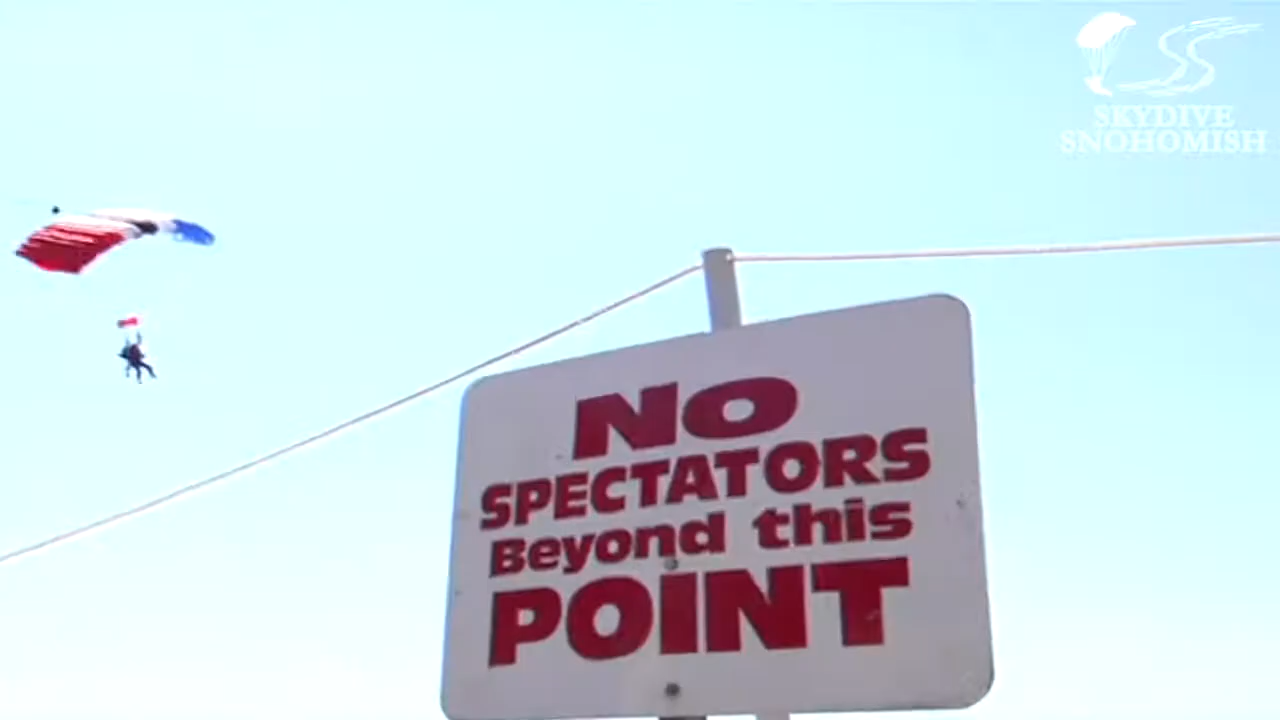 SKYDIVE
SNOHOMISH
NO
SPECTATORS
Beyond this
POINT